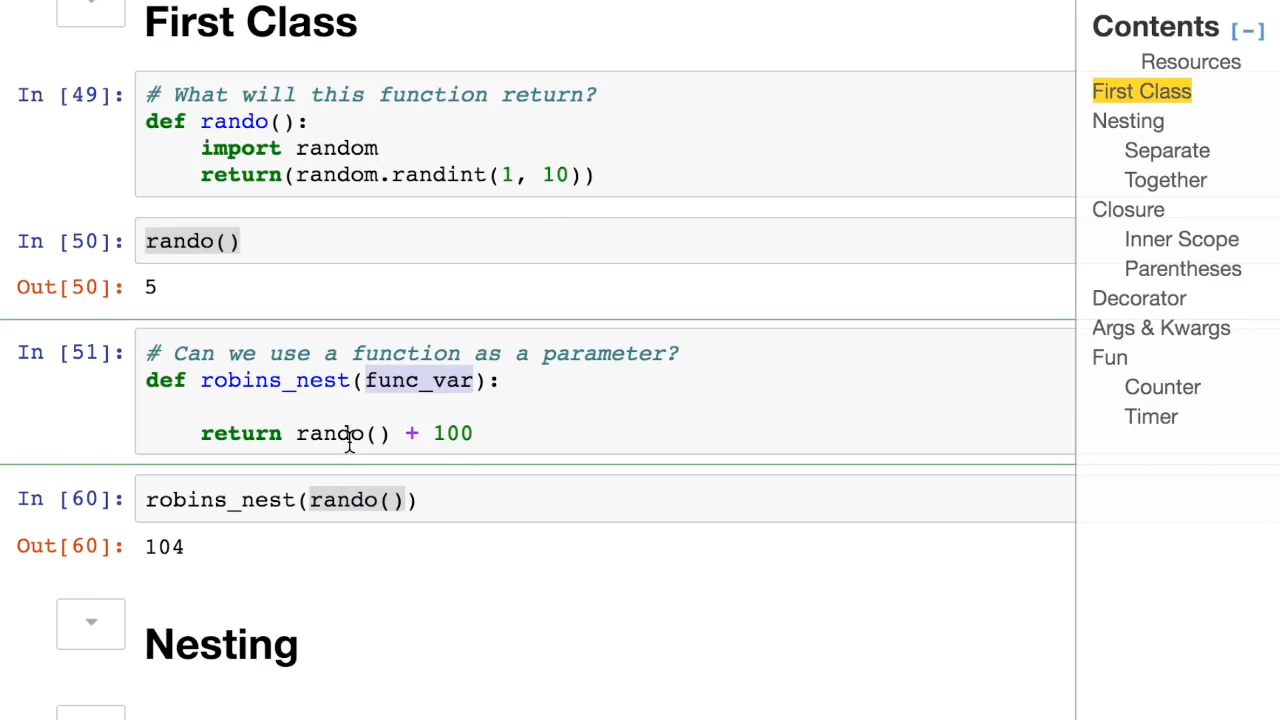 First Class
In [49]:
# What will this function return?
def rando():
    import random
    return(random.randint(1, 10))
In [50]:
rando()
Out[50]:
5
In [51]:
# Can we use a function as a parameter?
def robins_nest(func_var):
    return rando() + 100
In [60]:
robins_nest(rando())
Out[60]:
104
Nesting
Contents [-]
Resources
First Class
Nesting
Separate
Together
Closure
Inner Scope
Parentheses
Decorator
Args & Kwargs
Fun
Counter
Timer